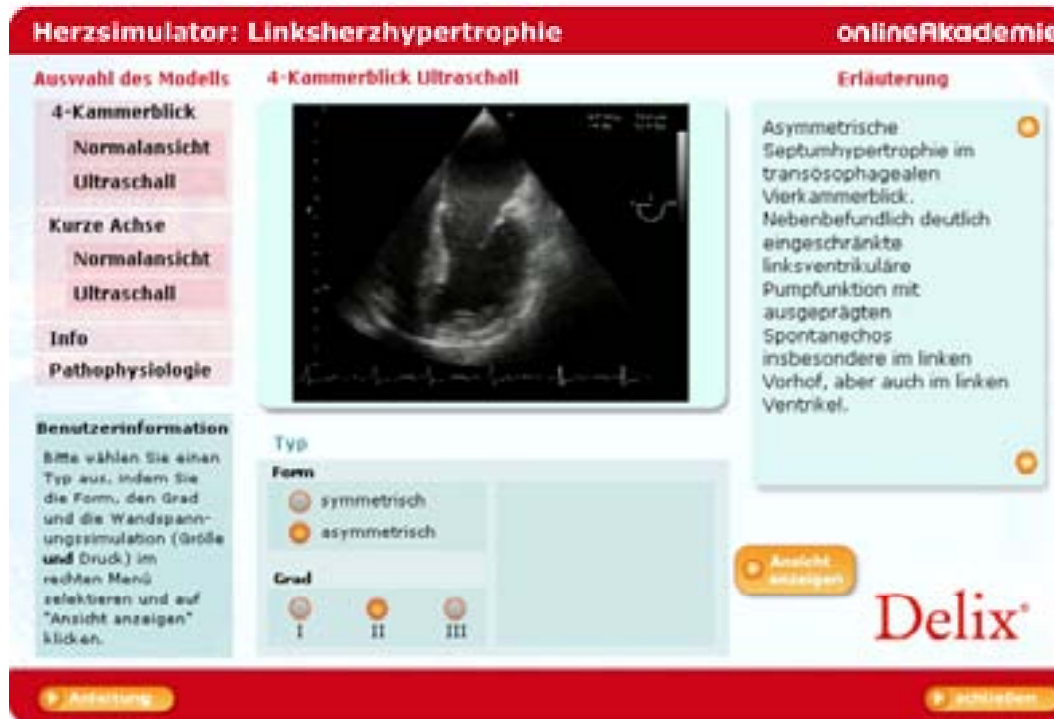 Herzsimulator: Linksherzhypertrophie
onlineAkademie
Auswahl des Modells
4-Kammerblick
Normalansicht
Ultraschall
Kurze Achse
Normalansicht
Ultraschall
Info
Pathophysiologie
Benutzerinformation
Bitte wählen Sie einen
Typ aus, indem Sie
die Form, den Grad
und die Wandspann-
ungssimulation (Größe
und Druck) im
rechten Menü
selektieren und auf
"Ansicht anzeigen"
klicken.
4-Kammerblick Ultraschall
Typ
Form
symmetrisch
asymmetrisch
Grad
I II III
Erläuterung
Asymmetrische
Septumhypertrophie im
transösophagealen
Vierkammerblick.
Nebenbefundlich deutlich
eingeschränkte
linksventrikuläre
Pumpfunktion mit
ausgeprägten
Spontanechos
insbesondere im linken
Vorhof, aber auch im linken
Ventrikel.
Ansicht
anzeigen
Delix®
Anleitung
schließen